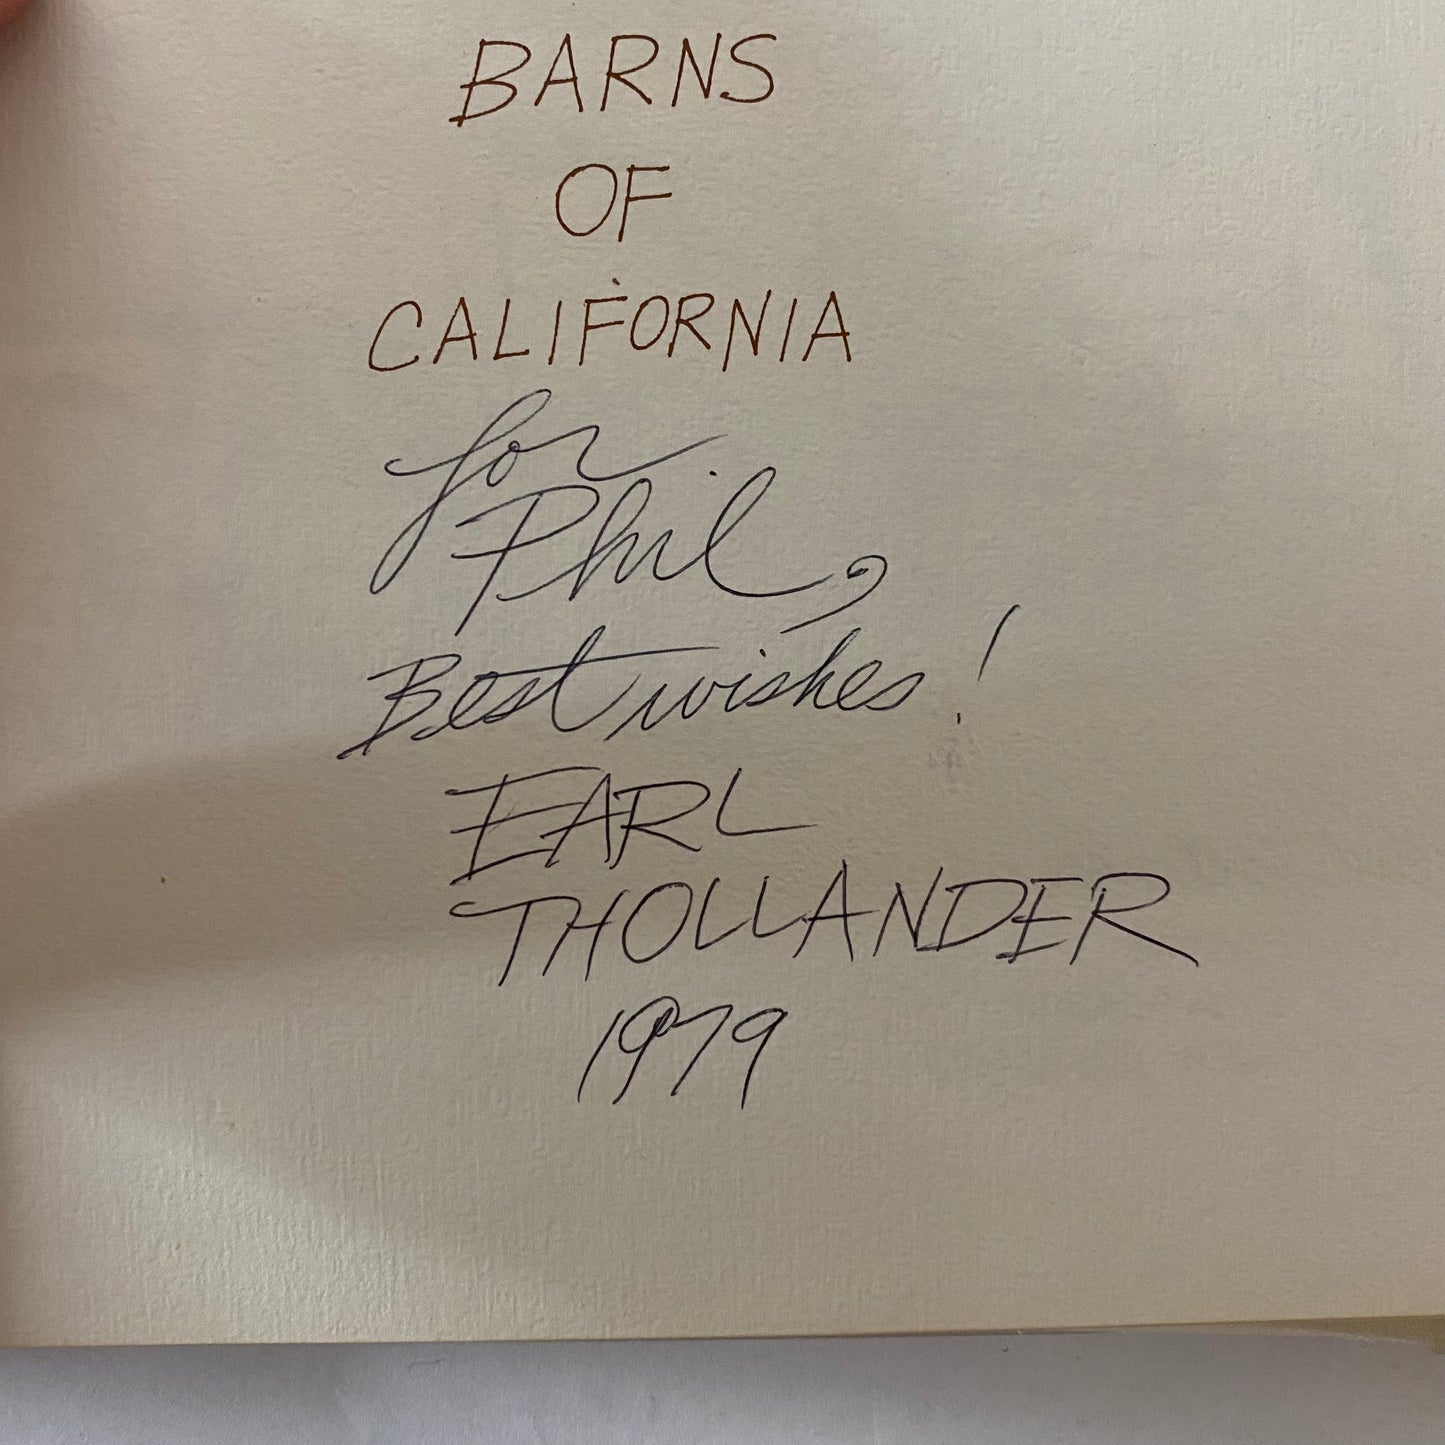 BARNS
OF
CALIFORNIA
for
Phil,
Best wishes!
EARL
THOLLANDER
1979